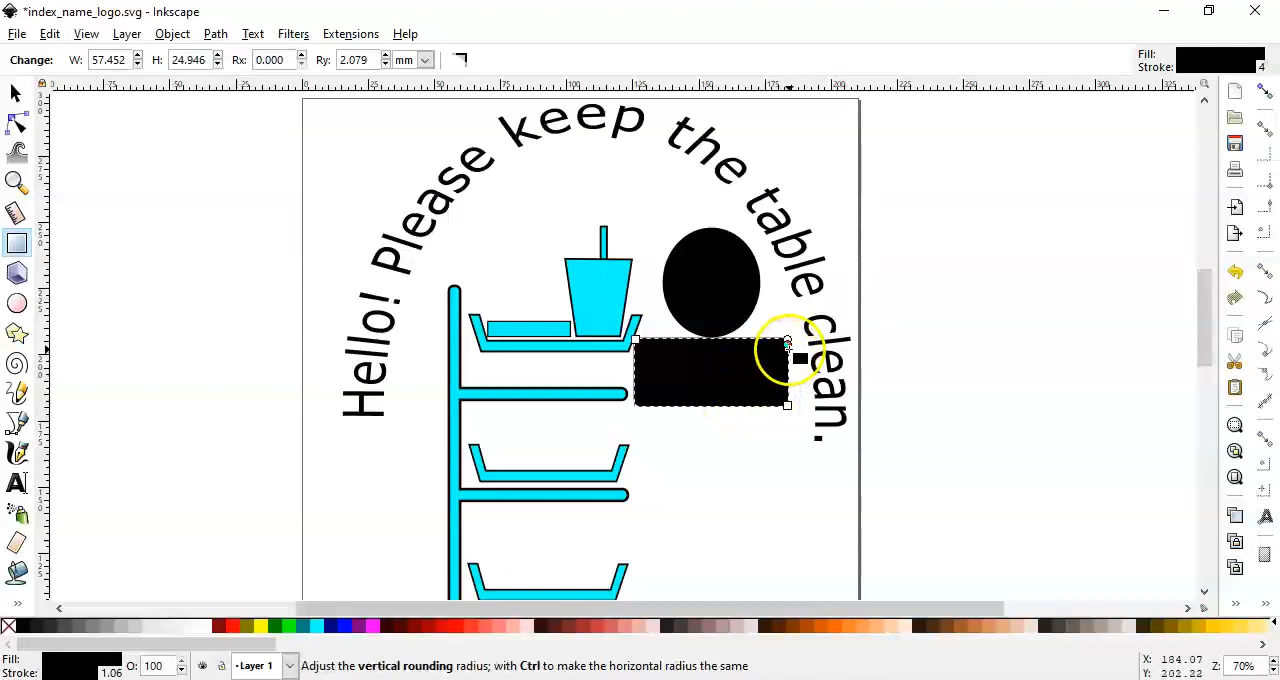 *index_name_logo.svg - Inkscape
File Edit View Layer Object Path Text Filters Extensions Help
Change: W: 57.452 H: 24.946 Rx: 0.000 Ry: 2.079 mm
Fill:
Stroke: 4
Hello! Please keep the table clean.
Fill:
Stroke: 1.06
O: 100
•Layer 1
Adjust the vertical rounding radius; with Ctrl to make the horizontal radius the same
X: 184.07
Y: 202.22
Z: 70%